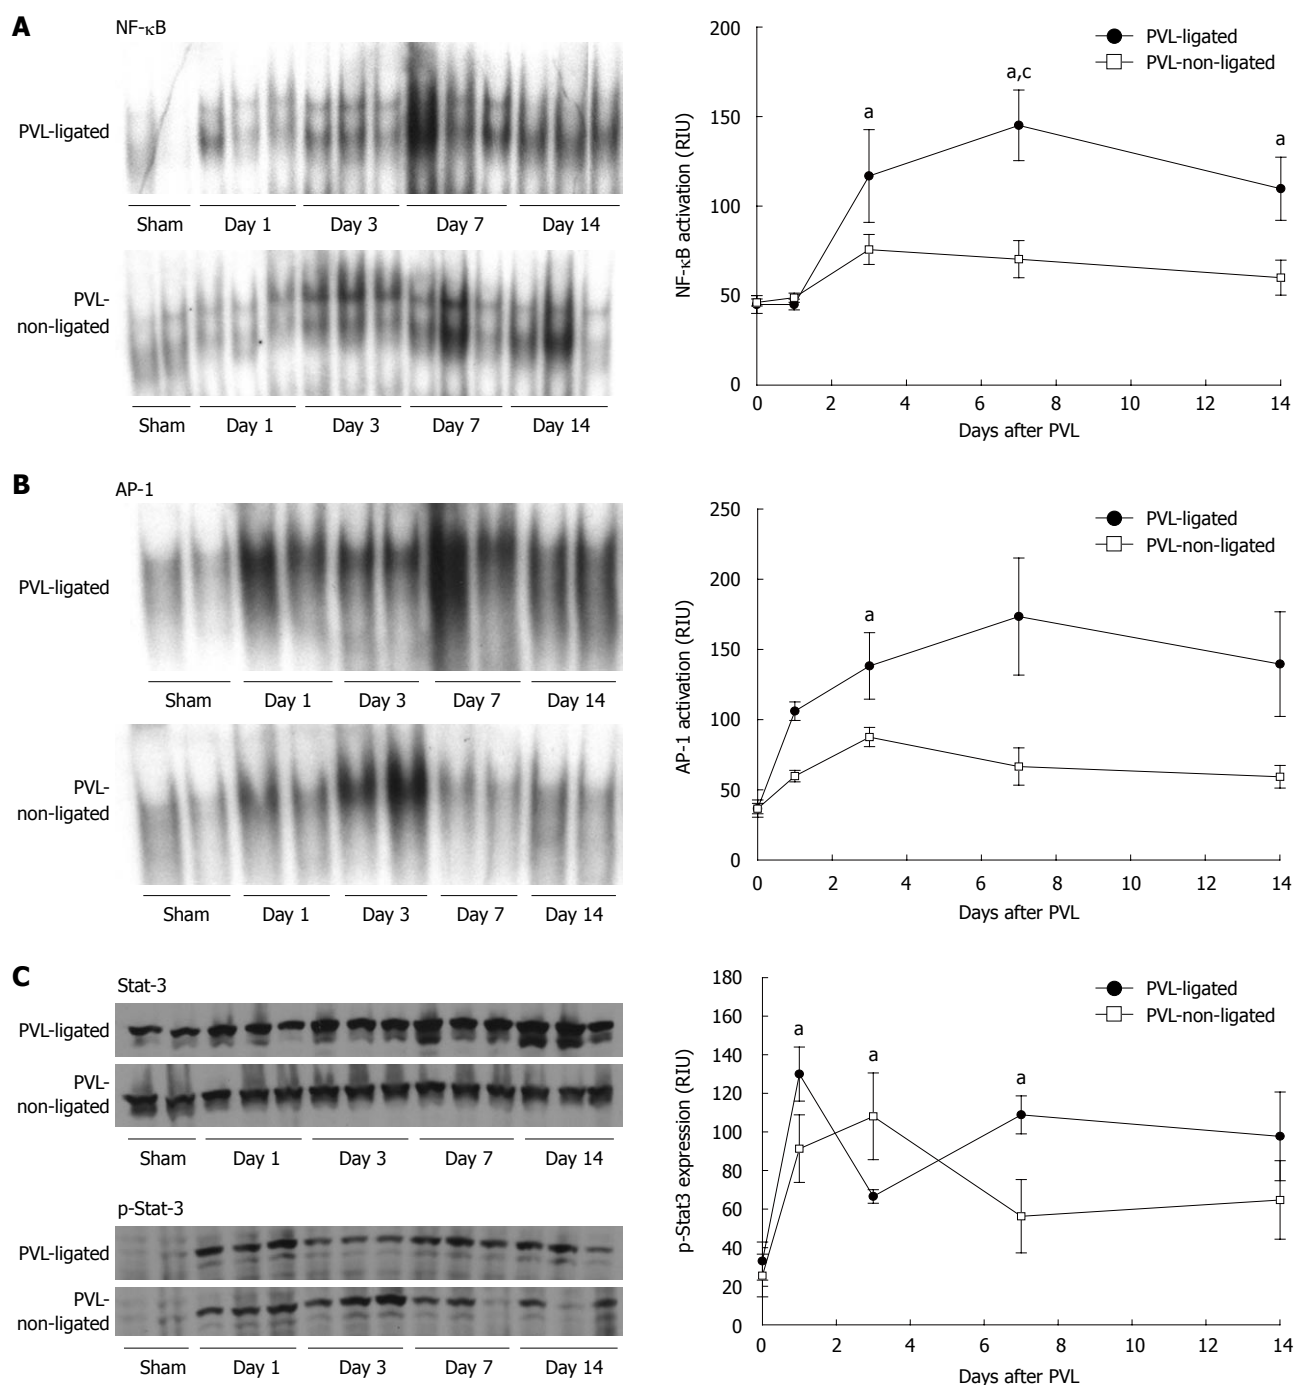 A
NF-κB
PVL-ligated
Sham Day 1 Day 3 Day 7 Day 14
PVL-
non-ligated
Sham Day 1 Day 3 Day 7 Day 14
200
150
100
50
0
NF-κB activation (RIU)
PVL-ligated
PVL-non-ligated
a
a,c
a
0 2 4 6 8 10 12 14
Days after PVL
B
AP-1
PVL-ligated
Sham Day 1 Day 3 Day 7 Day 14
PVL-
non-ligated
Sham Day 1 Day 3 Day 7 Day 14
250
200
150
100
50
0
AP-1 activation (RIU)
PVL-ligated
PVL-non-ligated
a
0 2 4 6 8 10 12 14
Days after PVL
C
Stat-3
PVL-ligated
PVL-
non-ligated
Sham Day 1 Day 3 Day 7 Day 14
p-Stat-3
PVL-ligated
PVL-
non-ligated
Sham Day 1 Day 3 Day 7 Day 14
180
160
140
120
100
80
60
40
20
0
p-Stat3 expression (RIU)
PVL-ligated
PVL-non-ligated
a
a
a
0 2 4 6 8 10 12 14
Days after PVL